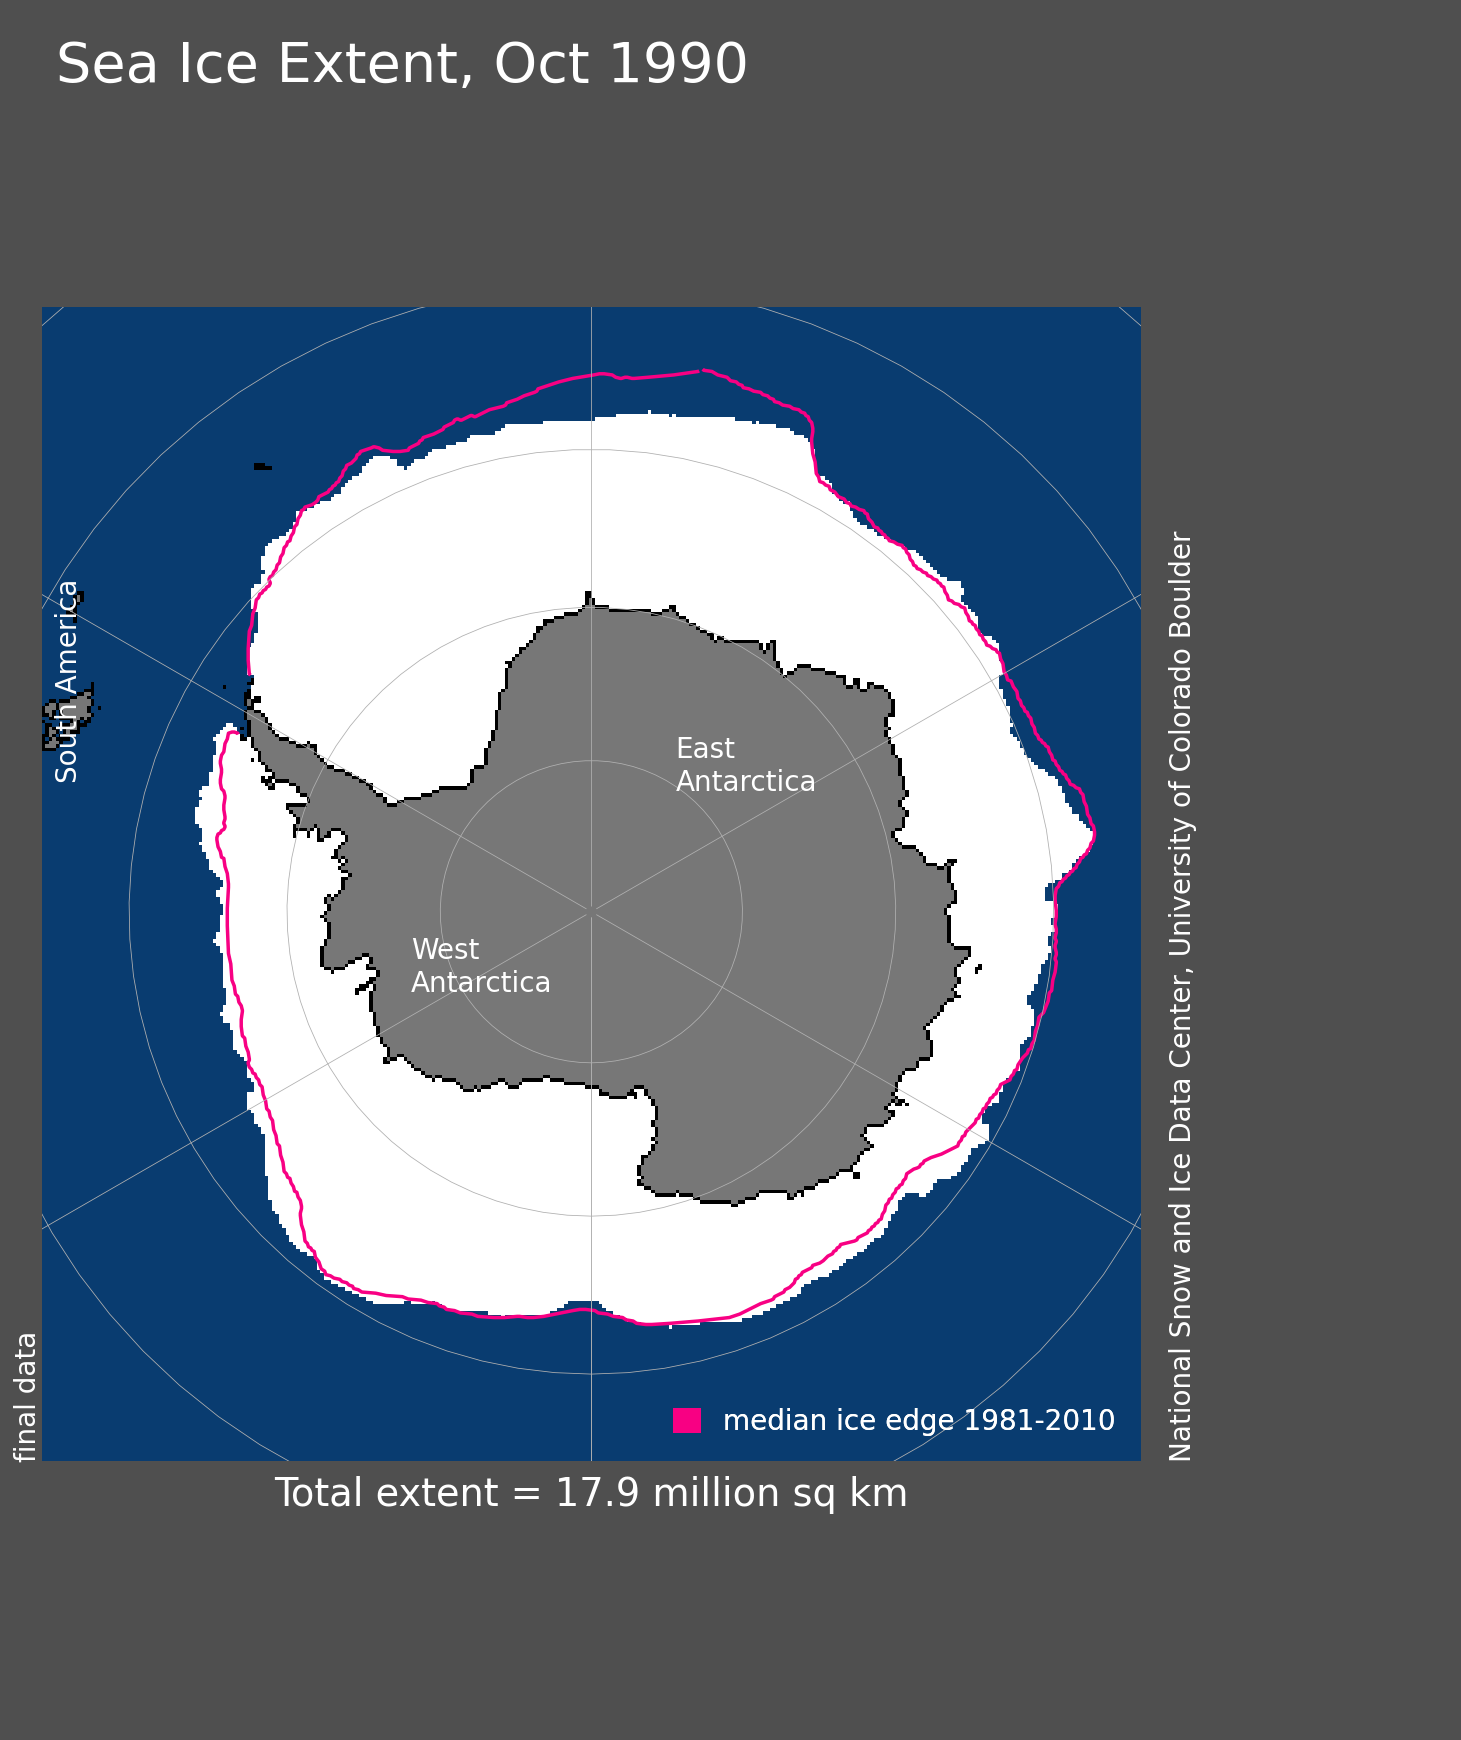 Sea Ice Extent, Oct 1990
South America
East
Antarctica
West
Antarctica
median ice edge 1981-2010
final data
National Snow and Ice Data Center, University of Colorado Boulder
Total extent = 17.9 million sq km